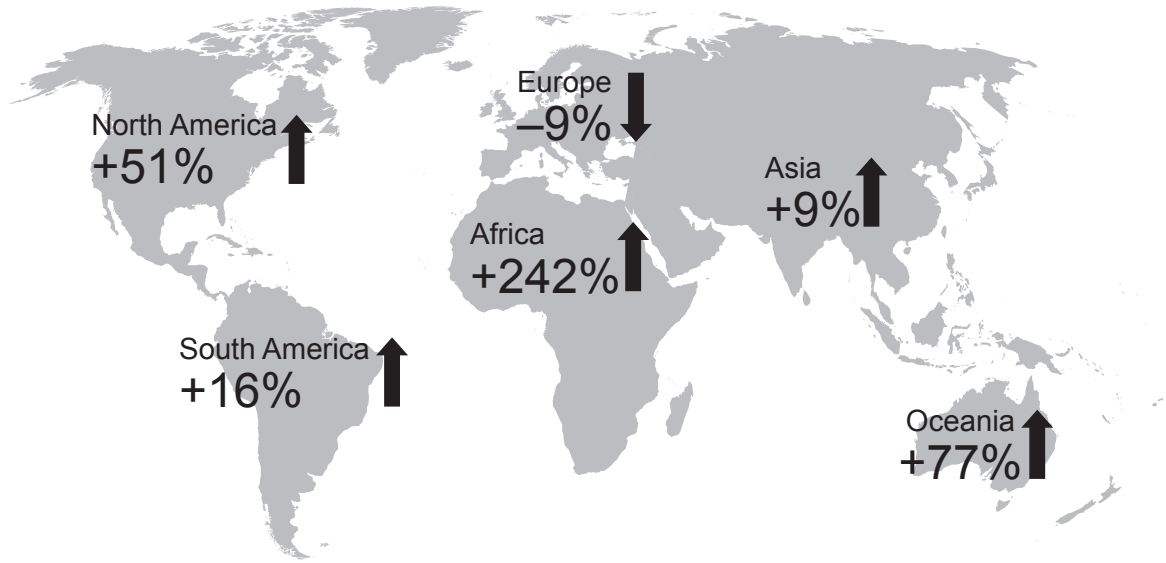 Europe
–9%
North America
+51%
Asia
+9%
Africa
+242%
South America
+16%
Oceania
+77%